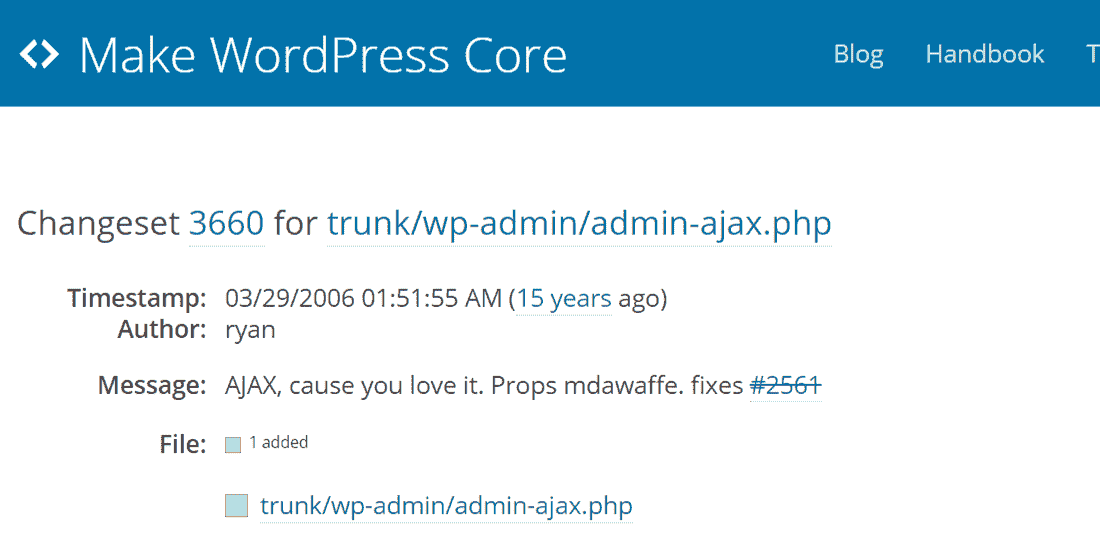 Make WordPress Core
Blog Handbook T
Changeset 3660 for trunk/wp-admin/admin-ajax.php
Timestamp: 03/29/2006 01:51:55 AM (15 years ago)
Author: ryan
Message: AJAX, cause you love it. Props mdawaffe. fixes #2561
File: 1 added
trunk/wp-admin/admin-ajax.php